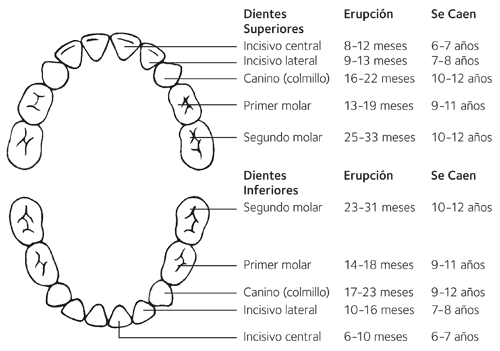 Dientes Superiores Erupción Se Caen
Incisivo central 8-12 meses 6-7 años
Incisivo lateral 9-13 meses 7-8 años
Canino (colmillo) 16-22 meses 10-12 años
Primer molar 13-19 meses 9-11 años
Segundo molar 25-33 meses 10-12 años
Dientes Inferiores Erupción Se Caen
Segundo molar 23-31 meses 10-12 años
Primer molar 14-18 meses 9-11 años
Canino (colmillo) 17-23 meses 9-12 años
Incisivo lateral 10-16 meses 7-8 años
Incisivo central 6-10 meses 6-7 años